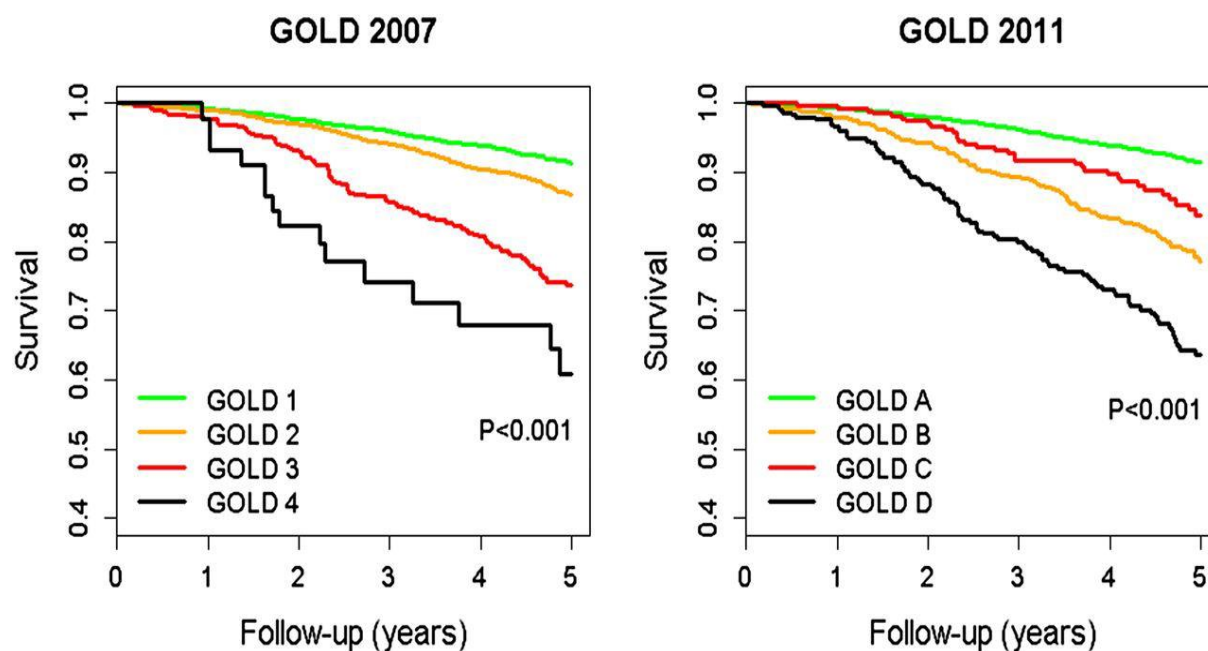 GOLD 2007
Survival
1.0
0.9
0.8
0.7
0.6
0.5
0.4
GOLD 1
GOLD 2
GOLD 3
GOLD 4
P<0.001
0 1 2 3 4 5
Follow-up (years)
GOLD 2011
Survival
1.0
0.9
0.8
0.7
0.6
0.5
0.4
GOLD A
GOLD B
GOLD C
GOLD D
P<0.001
0 1 2 3 4 5
Follow-up (years)